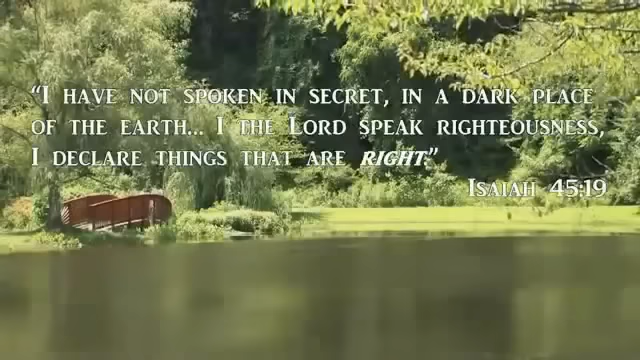 “I have not spoken in secret, in a dark place
of the earth... I the Lord speak righteousness,
I declare things that are right.”
Isaiah 45:19